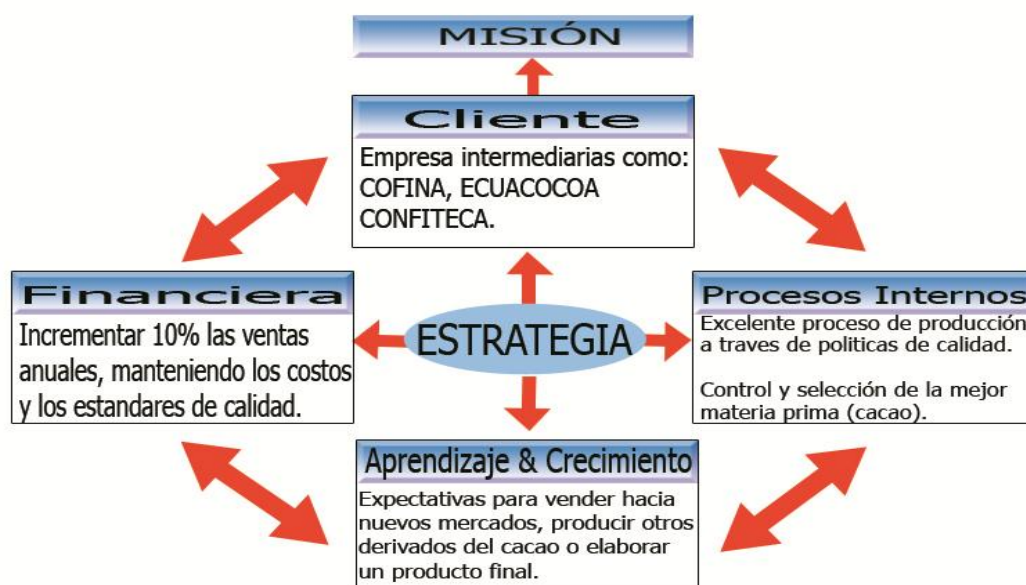 MISIÓN
Cliente
Empresa intermediarias como:
COFINA, ECUACOCOA
CONFITECA.
Financiera
Incrementar 10% las ventas
anuales, manteniendo los costos
y los estandares de calidad.
ESTRATEGIA
Procesos Internos
Excelente proceso de producción
a traves de politicas de calidad.
Control y selección de la mejor
materia prima (cacao).
Aprendizaje & Crecimiento
Expectativas para vender hacia
nuevos mercados, producir otros
derivados del cacao o elaborar
un producto final.